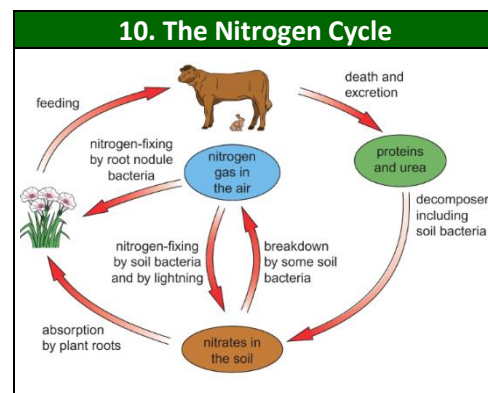 10. The Nitrogen Cycle
feeding
death and
excretion
nitrogen-fixing
by root nodule
bacteria
nitrogen
gas in
the air
proteins
and urea
decomposer
including
soil bacteria
nitrogen-fixing
by soil bacteria
and by lightning
breakdown
by some soil
bacteria
absorption
by plant roots
nitrates in
the soil